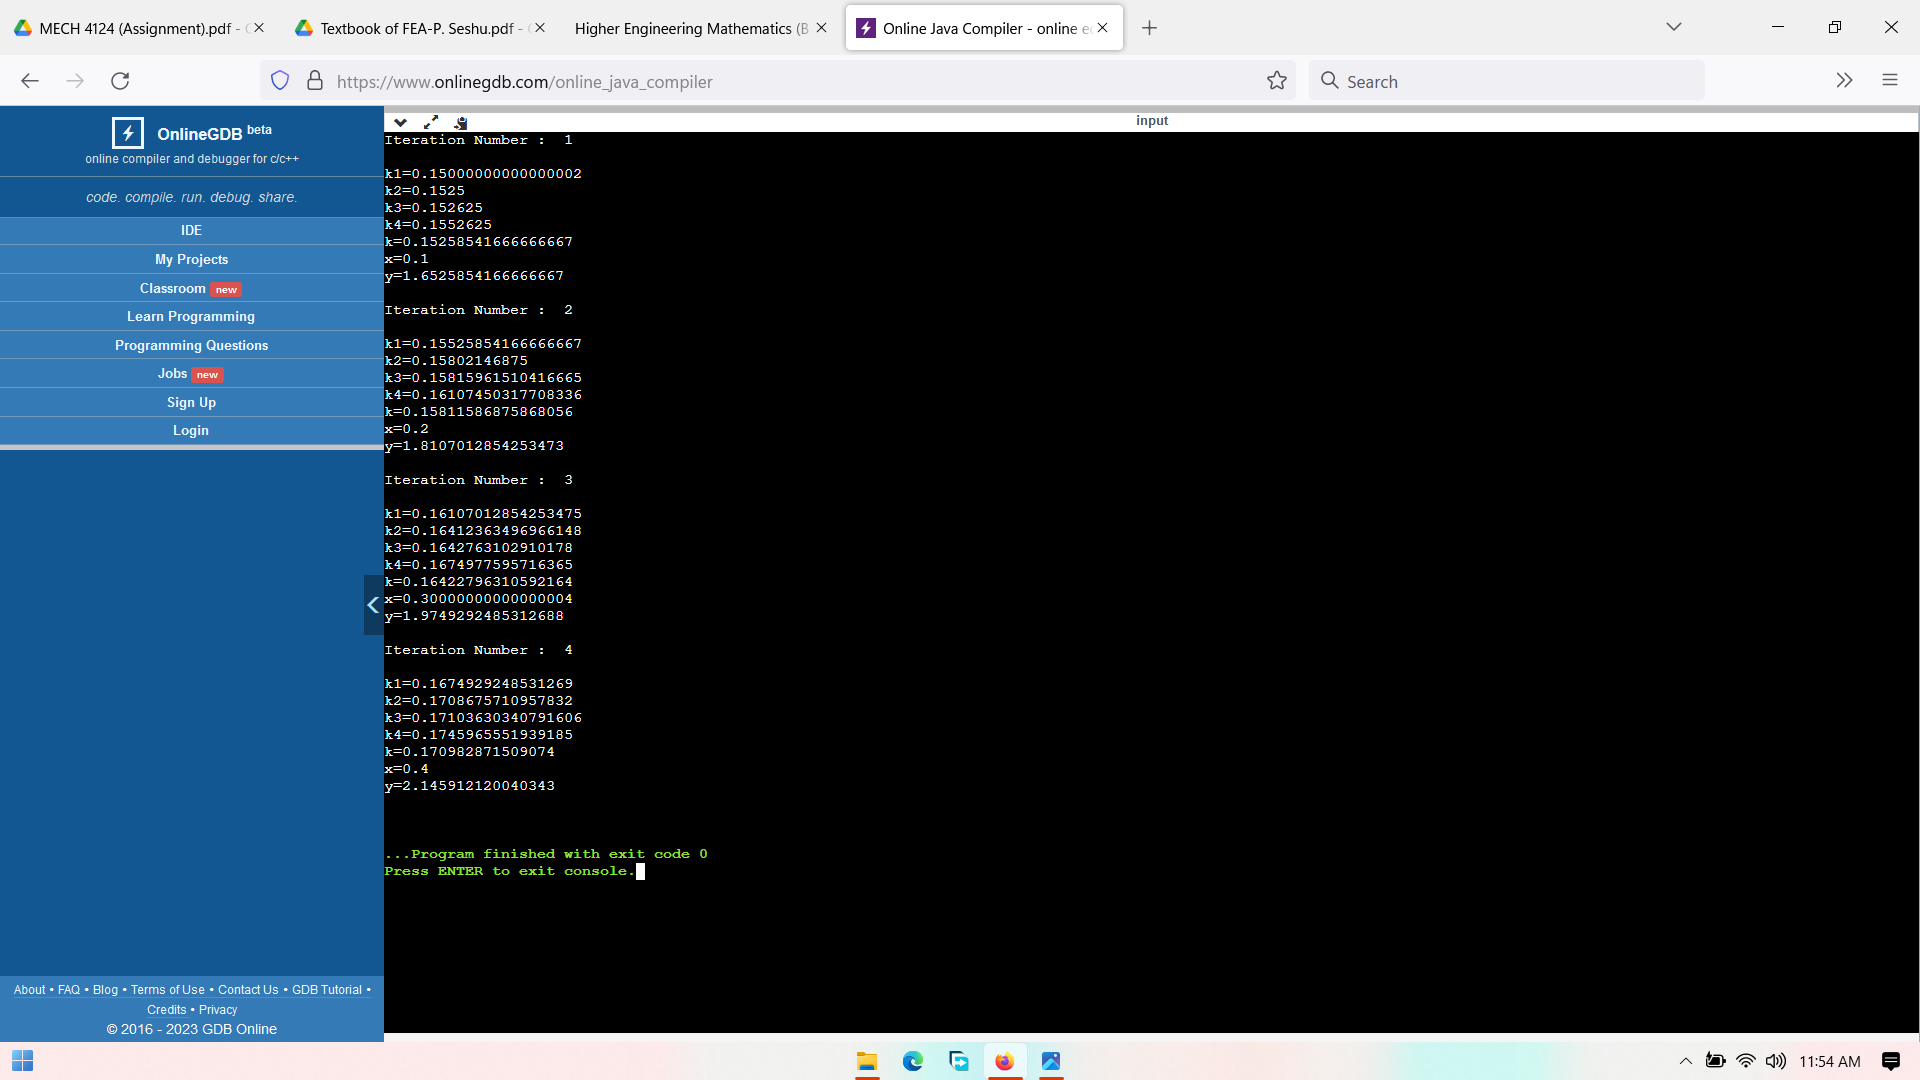 MECH 4124 (Assignment).pdf -
Textbook of FEA-P. Seshu.pdf -
Higher Engineering Mathematics (B
Online Java Compiler - online e
https://www.onlinegdb.com/online_java_compiler
Search
OnlineGDB beta
online compiler and debugger for c/c++
code. compile. run. debug. share.
IDE
My Projects
Classroom new
Learn Programming
Programming Questions
Jobs new
Sign Up
Login
input
Iteration Number :  1
k1=0.15000000000000002
k2=0.1525
k3=0.152625
k4=0.1552625
k=0.15258541666666667
x=0.1
y=1.6525854166666667
Iteration Number :  2
k1=0.15525854166666667
k2=0.15802146875
k3=0.15815961510416665
k4=0.16107450317708336
k=0.15811586875868056
x=0.2
y=1.8107012854253473
Iteration Number :  3
k1=0.16107012854253475
k2=0.16412363496966148
k3=0.1642763102910178
k4=0.1674977595716365
k=0.16422796310592164
x=0.30000000000000004
y=1.9749292485312688
Iteration Number :  4
k1=0.1674929248531269
k2=0.1708675710957832
k3=0.17103630340791606
k4=0.1745965551939185
k=0.170982871509074
x=0.4
y=2.145912120040343
...Program finished with exit code 0
Press ENTER to exit console.
About • FAQ • Blog • Terms of Use • Contact Us • GDB Tutorial •
Credits • Privacy
© 2016 - 2023 GDB Online
11:54 AM